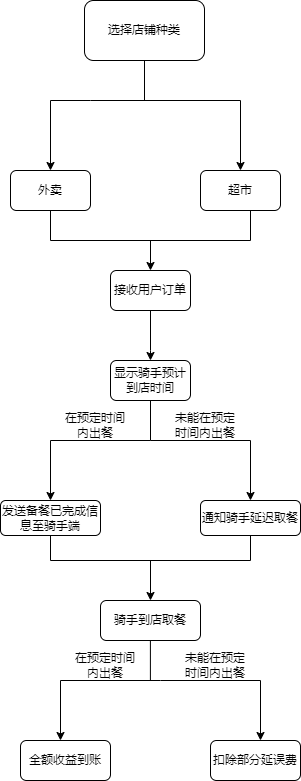 选择店铺种类
外卖
超市
接收用户订单
显示骑手预计
到店时间
在预定时间
内出餐
未能在预定
时间内出餐
发送备餐已完成信
息至骑手端
通知骑手延迟取餐
骑手到店取餐
在预定时间
内出餐
未能在预定
时间内出餐
全额收益到账
扣除部分延误费